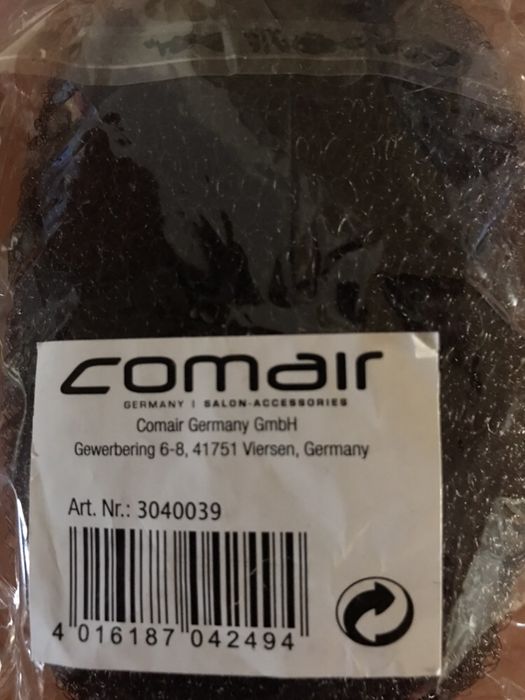 comair
GERMANY | SALON-ACCESSORIES
Comair Germany GmbH
Gewerbering 6-8, 41751 Viersen, Germany
Art. Nr.: 3040039
4 016187 042494